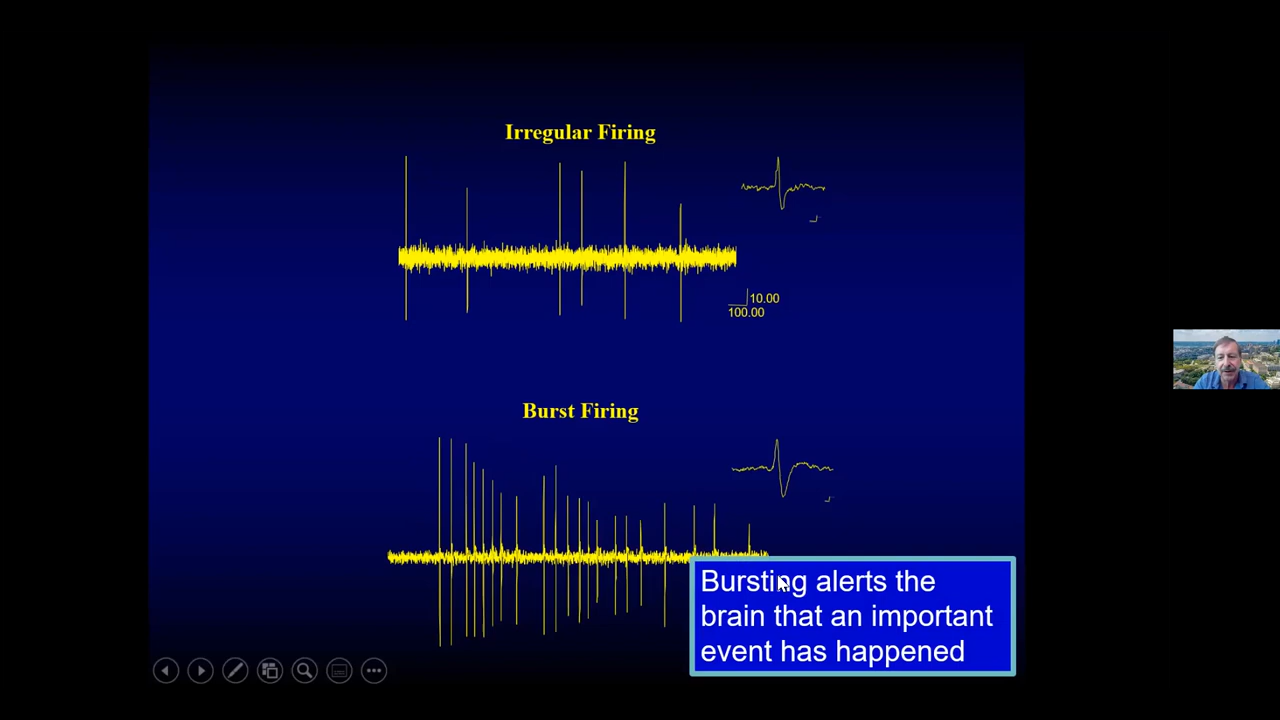 Irregular Firing
10.00
100.00
Burst Firing
Bursting alerts the
brain that an important
event has happened